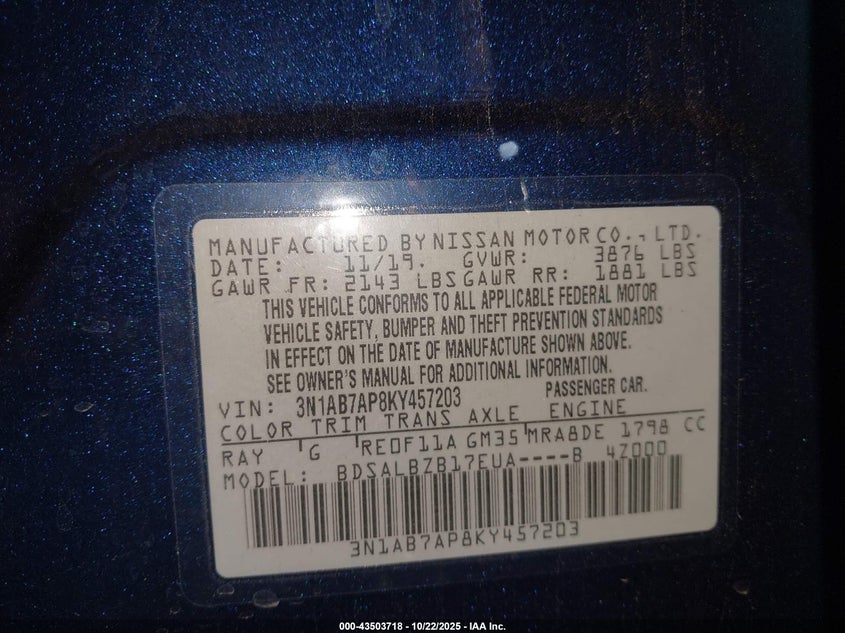 MANUFACTURED BY NISSAN MOTOR CO., LTD.
DATE: 11/19. GVWR: 3876 LBS
GAWR FR: 2143 LBS GAWR RR: 1881 LBS
THIS VEHICLE CONFORMS TO ALL APPLICABLE FEDERAL MOTOR
VEHICLE SAFETY, BUMPER AND THEFT PREVENTION STANDARDS
IN EFFECT ON THE DATE OF MANUFACTURE SHOWN ABOVE.
SEE OWNER'S MANUAL FOR ADDITIONAL INFORMATION.
VIN: 3N1AB7AP8KY457203 PASSENGER CAR.
COLOR TRIM TRANS AXLE ENGINE
RAY G RE0F11A GM35 MRA8DE 1798 CC
MODEL: BDSALBZB17EUA----B 4Z000
3N1AB7AP8KY457203
000-43503718 - 10/22/2025 - IAA Inc.